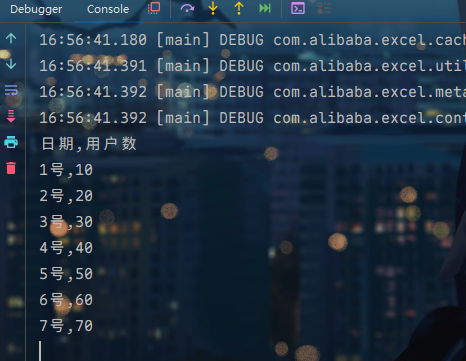 Debugger Console
16:56:41.180 [main] DEBUG com.alibaba.excel.cach
16:56:41.391 [main] DEBUG com.alibaba.excel.util
16:56:41.392 [main] DEBUG com.alibaba.excel.meta
16:56:41.392 [main] DEBUG com.alibaba.excel.cont
日期,用户数
1号,10
2号,20
3号,30
4号,40
5号,50
6号,60
7号,70